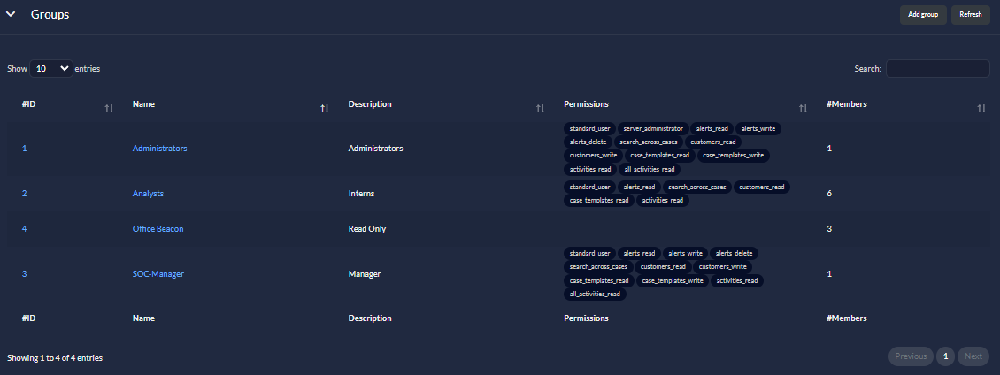 Groups Add group Refresh
Show 10 entries Search:
#ID Name Description Permissions #Members
standard_user server_administrator alerts_read alerts_write
alerts_delete search_across_cases customers_read
1 Administrators Administrators 1
customers_write case_templates_read case_templates_write
activities_read all_activities_read
standard_user alerts_read search_across_cases customers_read
2 Analysts Interns 6
case_templates_read activities_read
4 Office Beacon Read Only 3
standard_user alerts_read alerts_write alerts_delete
search_across_cases customers_read customers_write
3 SOC-Manager Manager 1
case_templates_read case_templates_write activities_read
all_activities_read
#ID Name Description Permissions #Members
Showing 1 to 4 of 4 entries Previous 1 Next